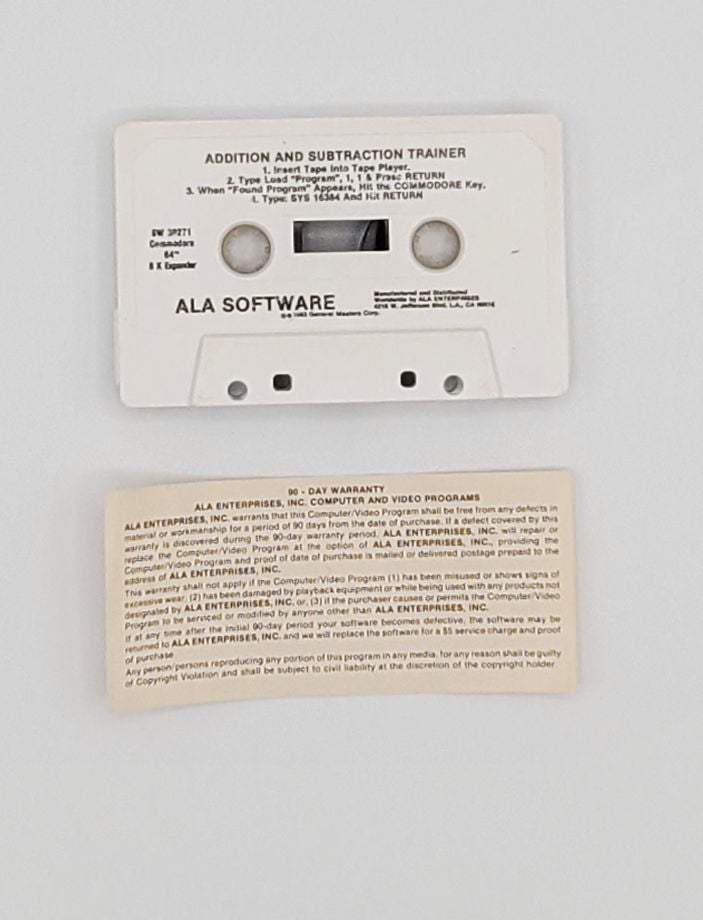 ADDITION AND SUBTRACTION TRAINER
1. Insert Tape Into Tape Player.
2. Type Load "Program", 1, 1 & Press RETURN
3. When "Found Program" Appears, Hit the COMMODORE Key.
4. Type: SYS 16384 And Hit RETURN
Commodore
64™
8 K Expander
ALA SOFTWARE
Manufactured and Distributed
Worldwide by ALA ENTERPRISES
4216 W. Jefferson Blvd. L.A., CA
1983 General Masters Corp.
90 - DAY WARRANTY
ALA ENTERPRISES, INC. COMPUTER AND VIDEO PROGRAMS
ALA ENTERPRISES, INC. warrants that this Computer/Video Program shall be free from any defects in
material or workmanship for a period of 90 days from the date of purchase. If a defect covered by this
warranty is discovered during the 90-day warranty period, ALA ENTERPRISES, INC. will repair or
replace the Computer/Video Program at the option of ALA ENTERPRISES, INC., providing the
Computer/Video Program and proof of date of purchase is mailed or delivered postage prepaid to the
address of ALA ENTERPRISES, INC.
This warranty shall not apply if the Computer/Video Program (1) has been misused or shows signs of
excessive wear, (2) has been damaged by playback equipment or while being used with any products not
designated by ALA ENTERPRISES, INC. or, (3) if the purchaser causes or permits the Computer/Video
Program to be serviced or modified by anyone other than ALA ENTERPRISES, INC.
If at any time after the initial 90-day period your software becomes defective, the software may be
returned to ALA ENTERPRISES, INC. and we will replace the software for a $5 service charge and proof
of purchase.
Any person/persons reproducing any portion of this program in any media, for any reason shall be guilty
of Copyright Violation and shall be subject to civil liability at the discretion of the copyright holder.